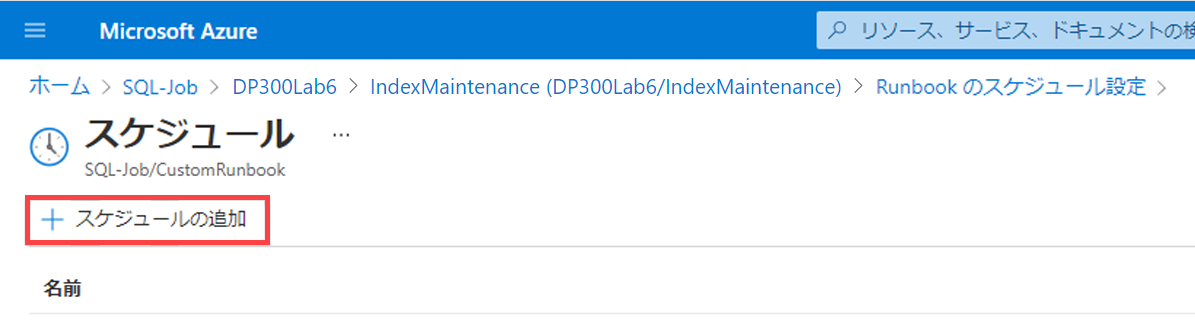 Microsoft Azure リソース、サービス、ドキュメントの検
ホーム > SQL-Job > DP300Lab6 > IndexMaintenance (DP300Lab6/IndexMaintenance) > Runbook のスケジュール設定 >
スケジュール ...
SQL-Job/CustomRunbook
+ スケジュールの追加
名前